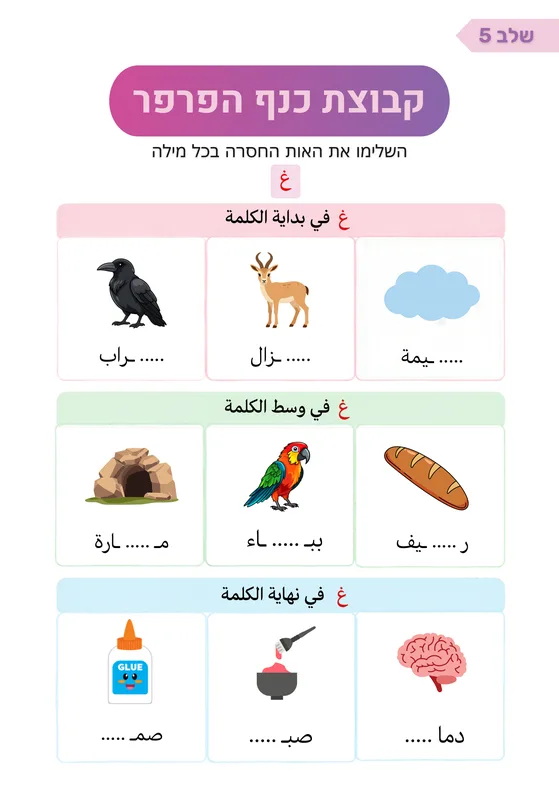 שלב 5
קבוצת כנף הפרפר
השלימו את האות החסרה בכל מילה
غ
غ في بداية الكلمة
..... ـيمة
..... ـزال
..... ـراب
غ في وسط الكلمة
ر ..... ـيف
ببـ ..... ـاء
مـ ..... ـارة
غ في نهاية الكلمة
GLUE
دما .....
صبـ .....
صمـ .....